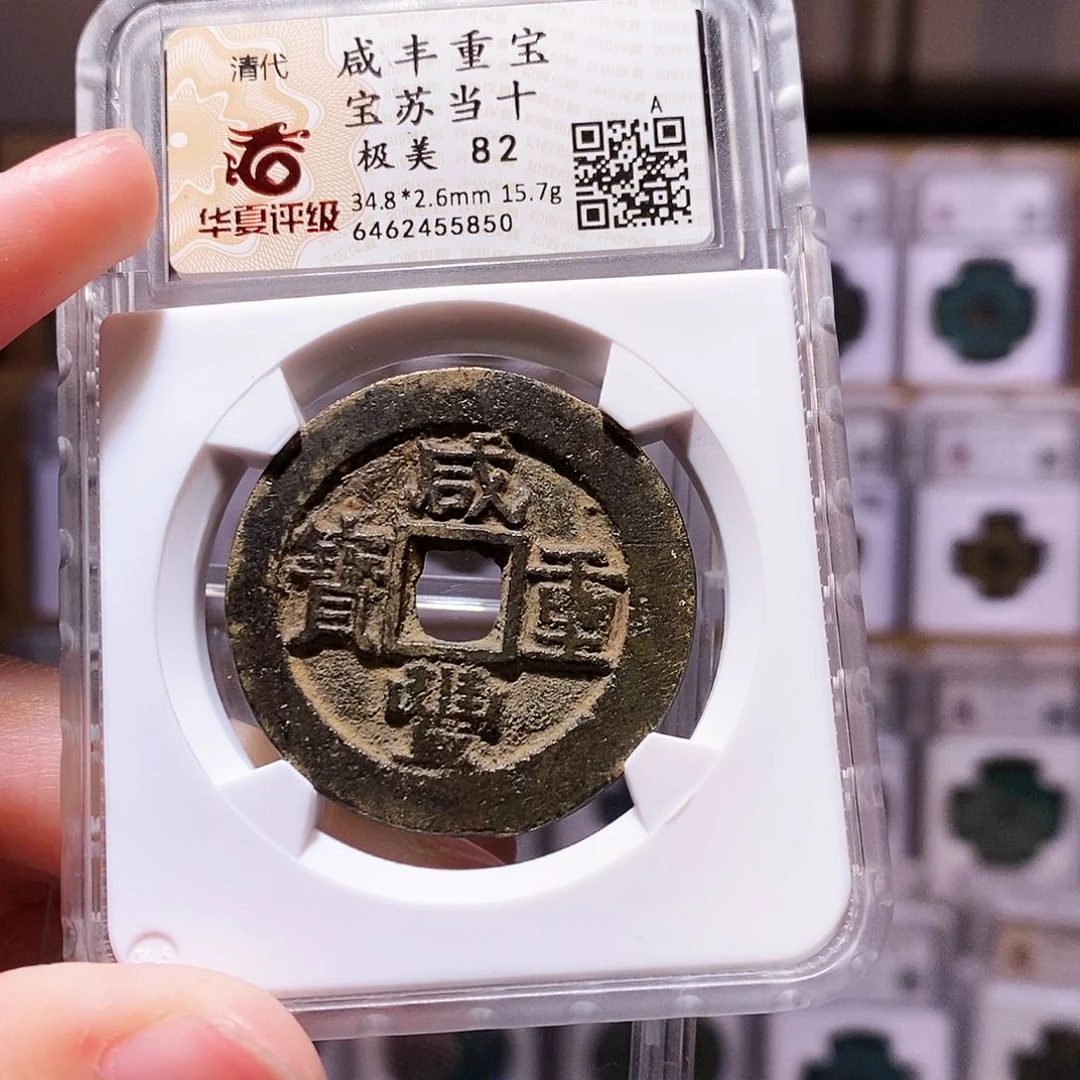 清代
咸丰重宝
宝苏当十
极美 82
A
34.8*2.6mm 15.7g
6462455850
华夏评级
咸
豐
重
寶